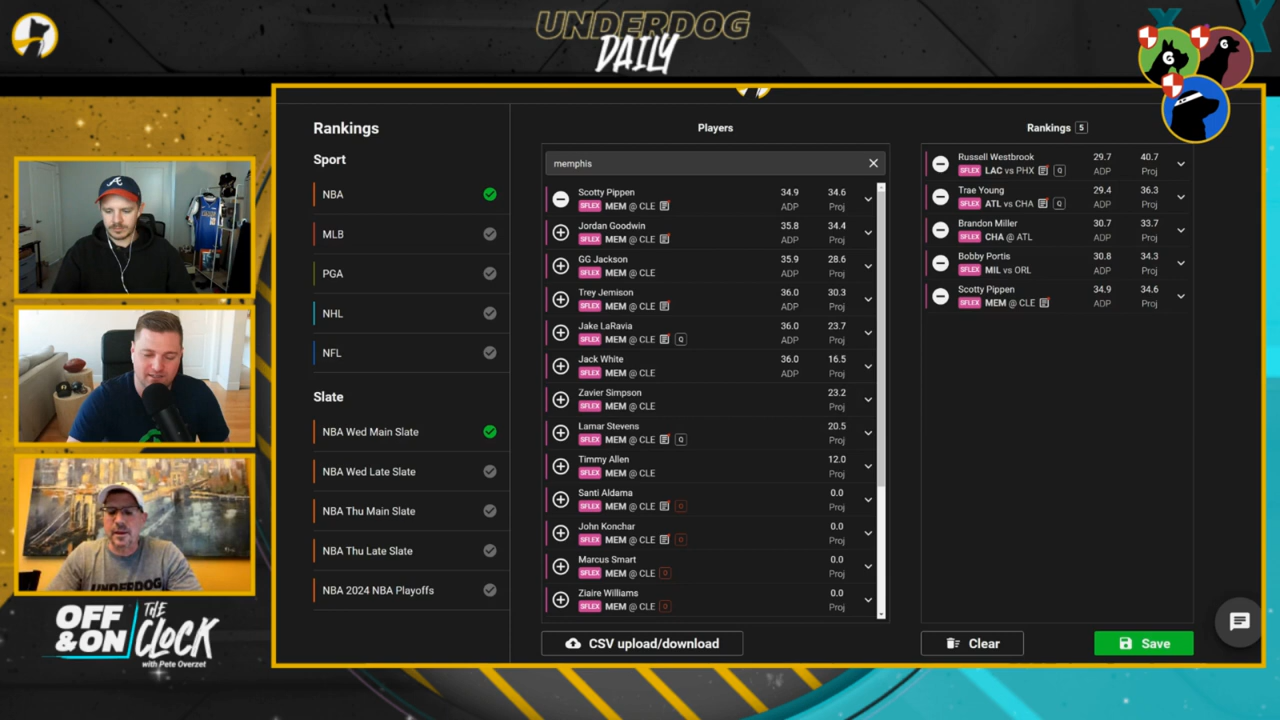 UNDERDOG
DAILY
G
G
Rankings
Sport
NBA
MLB
PGA
NHL
NFL
Slate
NBA Wed Main Slate
NBA Wed Late Slate
NBA Thu Main Slate
NBA Thu Late Slate
NBA 2024 NBA Playoffs
Players
memphis
Scotty Pippen 34.9 34.6
SFLEX MEM @ CLE ADP Proj
Jordan Goodwin 35.8 34.4
SFLEX MEM @ CLE ADP Proj
GG Jackson 35.9 28.6
SFLEX MEM @ CLE ADP Proj
Trey Jemison 36.0 30.3
SFLEX MEM @ CLE ADP Proj
Jake LaRavia 36.0 23.7
SFLEX MEM @ CLE Q ADP Proj
Jack White 36.0 16.5
SFLEX MEM @ CLE ADP Proj
Zavier Simpson 23.2
SFLEX MEM @ CLE Proj
Lamar Stevens 20.5
SFLEX MEM @ CLE Q Proj
Timmy Allen 12.0
SFLEX MEM @ CLE Proj
Santi Aldama 0.0
SFLEX MEM @ CLE O Proj
John Konchar 0.0
SFLEX MEM @ CLE O Proj
Marcus Smart 0.0
SFLEX MEM @ CLE O Proj
Ziaire Williams 0.0
SFLEX MEM @ CLE O Proj
CSV upload/download
Rankings 5
Russell Westbrook 29.7 40.7
SFLEX LAC vs PHX Q ADP Proj
Trae Young 29.4 36.3
SFLEX ATL vs CHA Q ADP Proj
Brandon Miller 30.7 33.7
SFLEX CHA @ ATL ADP Proj
Bobby Portis 30.8 34.3
SFLEX MIL vs ORL ADP Proj
Scotty Pippen 34.9 34.6
SFLEX MEM @ CLE ADP Proj
Clear
Save
A
UNDERDOG
OFF
&ON
THE
CLOCK
with Pete Overzet